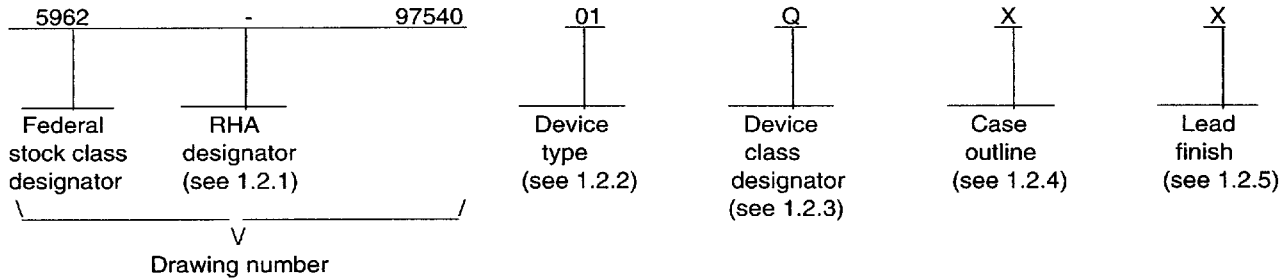 5962 - 97540 01 Q X X
Federal stock class designator
RHA designator (see 1.2.1)
Device type (see 1.2.2)
Device class designator (see 1.2.3)
Case outline (see 1.2.4)
Lead finish (see 1.2.5)
Drawing number